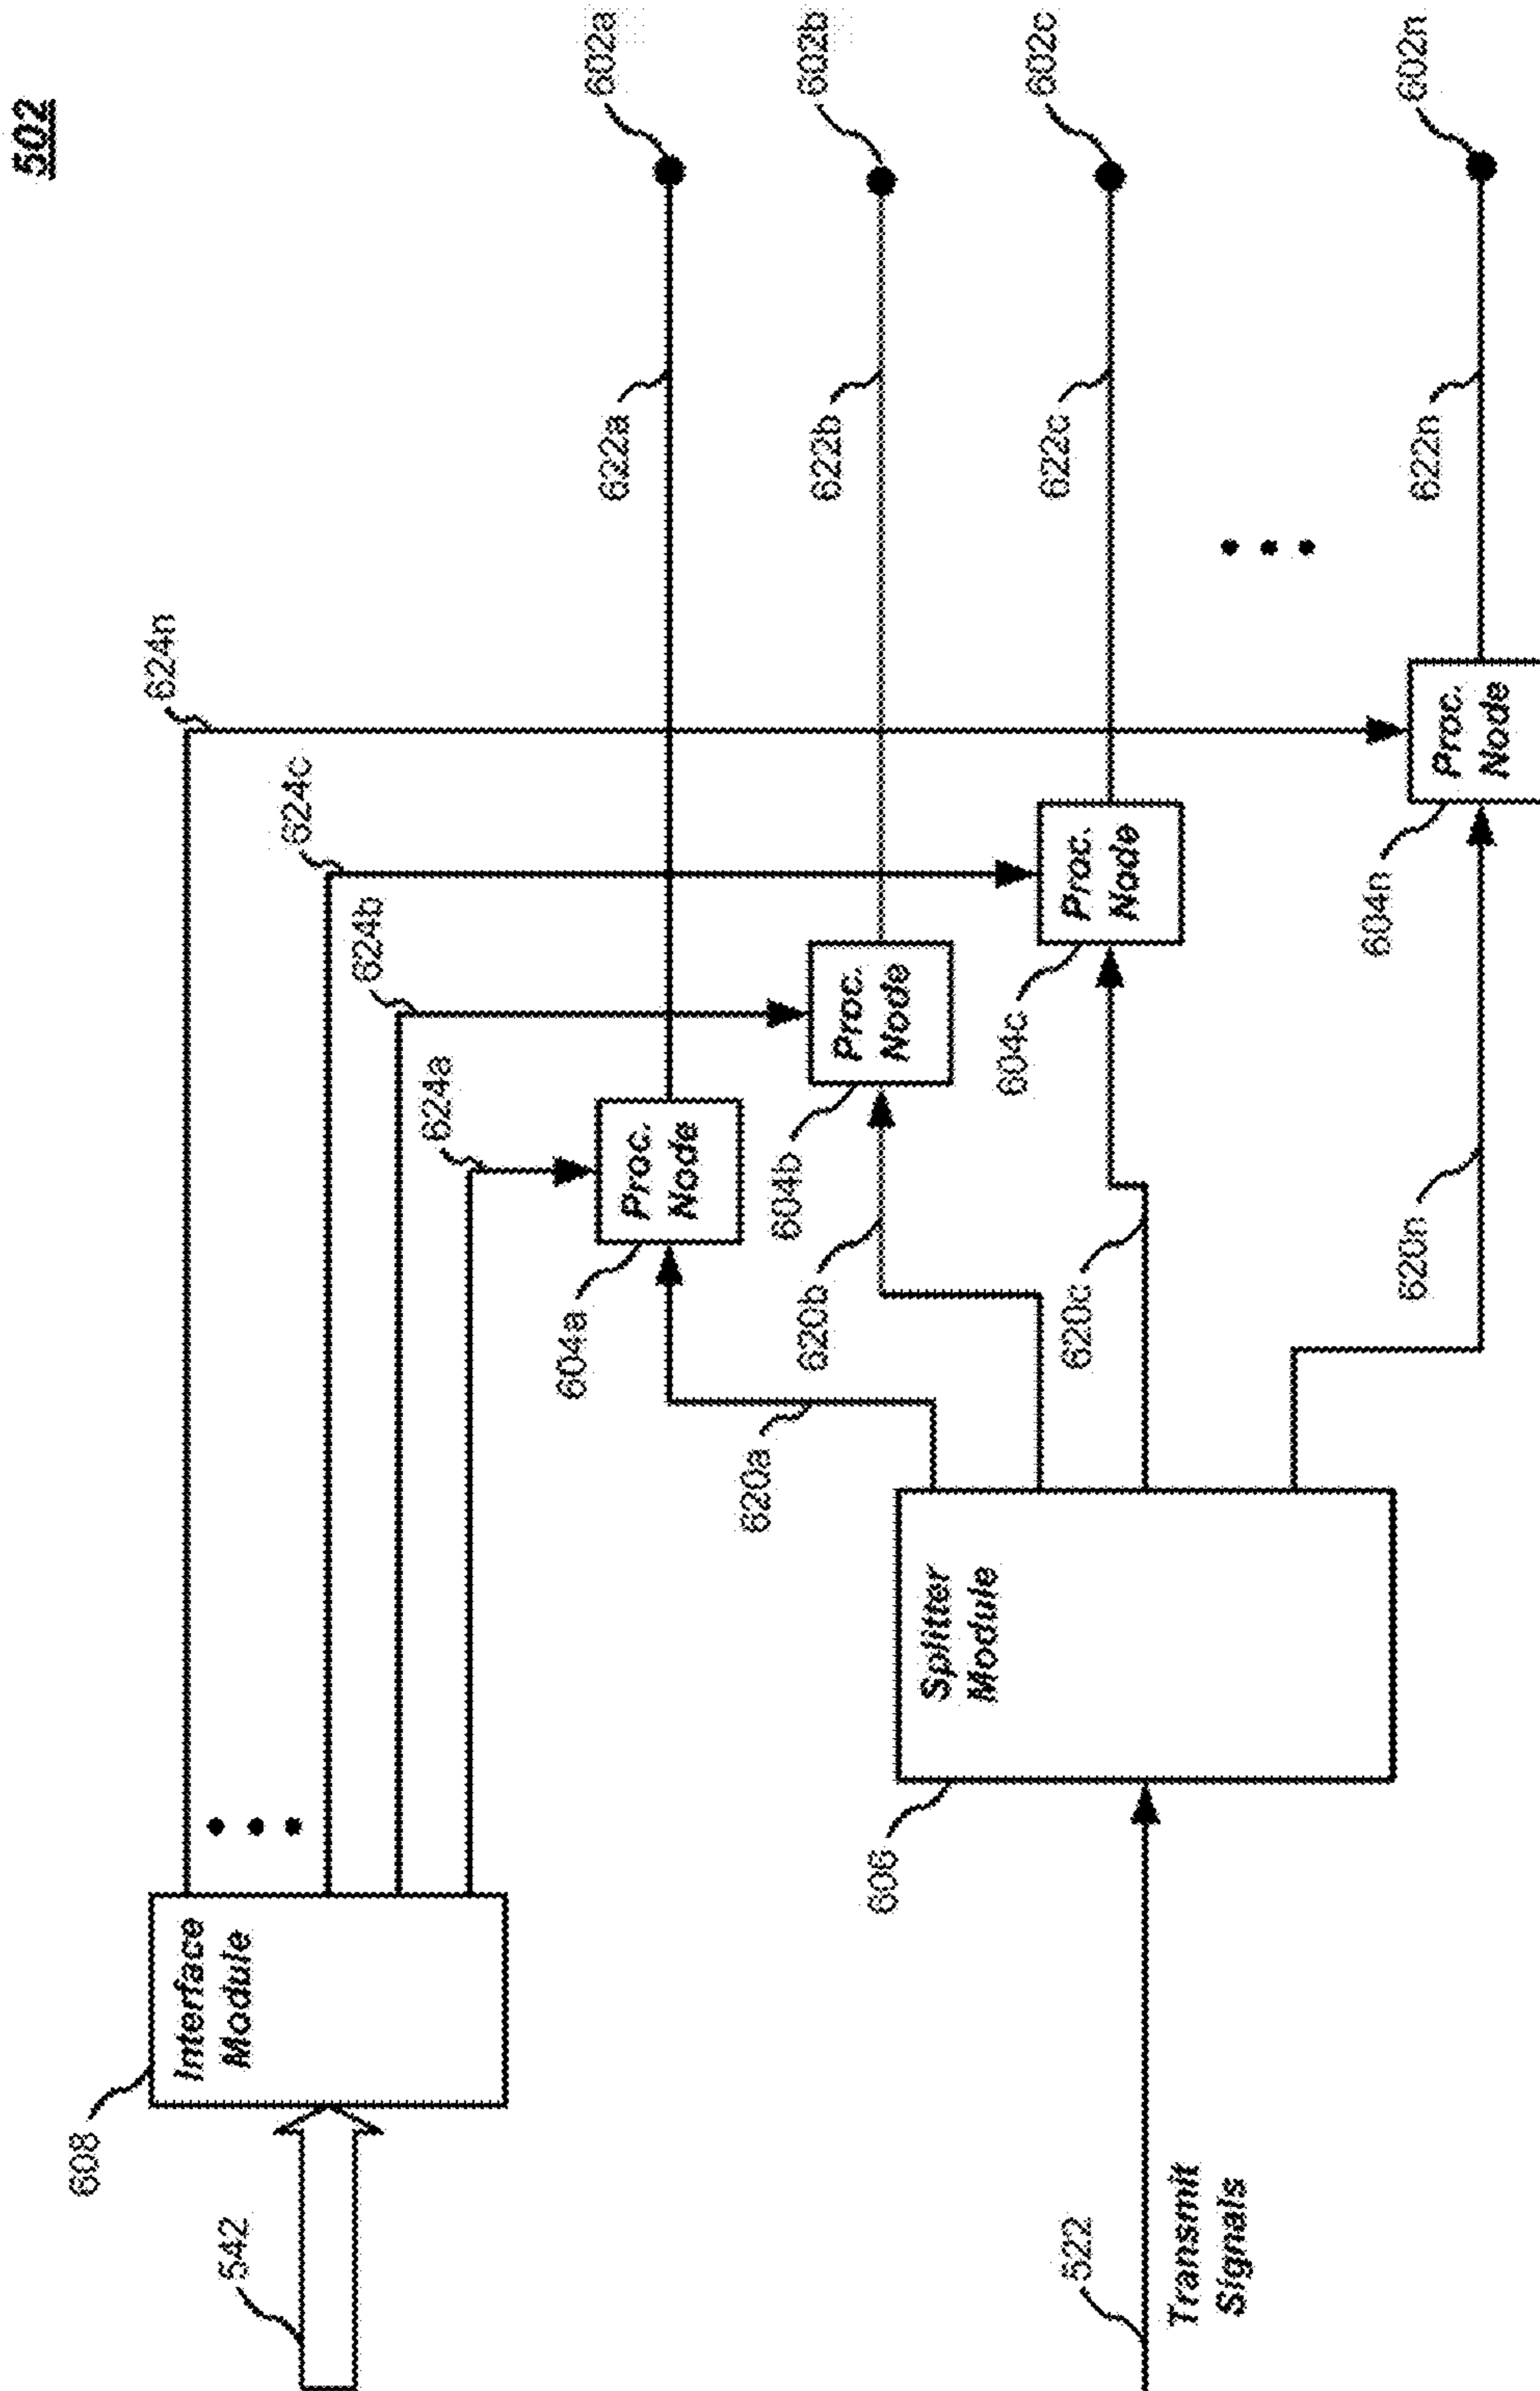 502
624n
602a
624c
622a
624b
602b
Interface
Module
608
542
624a
Proc.
Node
604a
622b
Proc.
Node
604b
602c
622c
620a
620b
Proc.
Node
604c
Splitter
Module
606
620c
522
Transmit
Signals
602n
622n
Proc.
Node
604n
620n